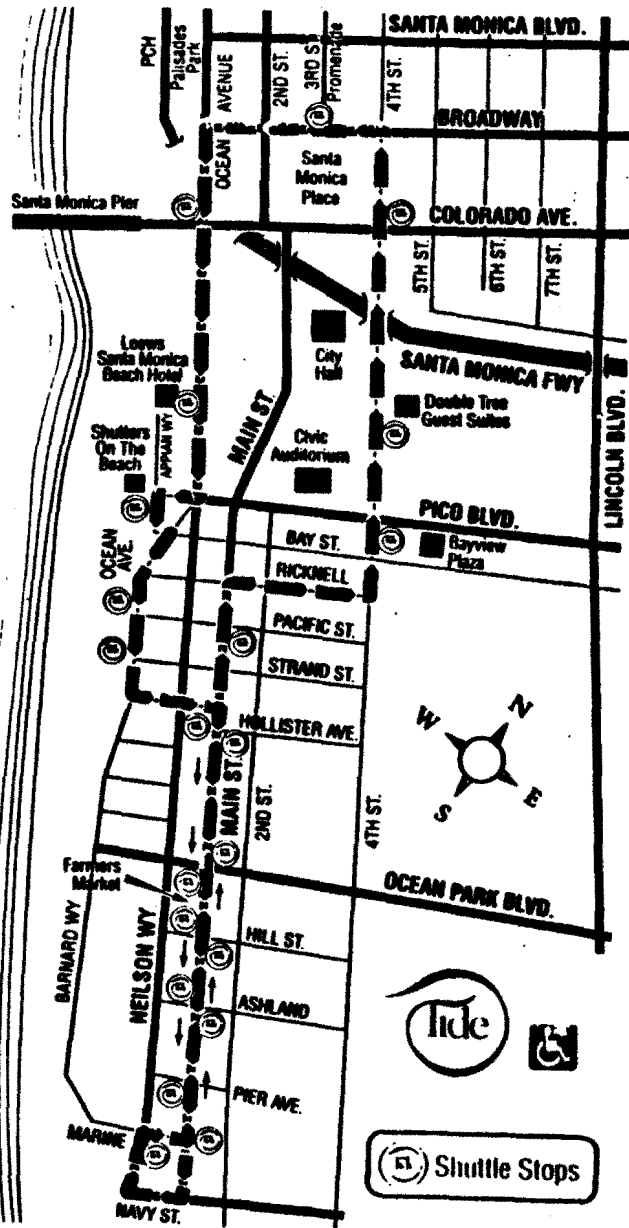 SANTA MONICA BLVD.
PCH
Palisades
Park
AVENUE
OCEAN
2ND ST.
3RD ST.
Promenade
4TH ST.
BROADWAY
Santa
Monica
Place
Santa Monica Pier
COLORADO AVE.
5TH ST.
6TH ST.
7TH ST.
City
Hall
SANTA MONICA FWY
LINCOLN BLVD.
Loews
Santa Monica
Beach Hotel
MAIN ST.
Double Tree
Guest Suites
Shutters
On The
Beach
APPIAN WY
Civic
Auditorium
PICO BLVD.
BAY ST.
Bayview
Plaza
OCEAN
AVE.
RICKNELL
PACIFIC ST.
STRAND ST.
N
W
E
S
HOLLISTER AVE.
MAIN ST.
2ND ST.
4TH ST.
Farmers
Market
OCEAN PARK BLVD.
BARNARD WY
NEILSON WY
HILL ST.
ASHLAND
Tide
PIER AVE.
MARINE
Shuttle Stops
NAVY ST.